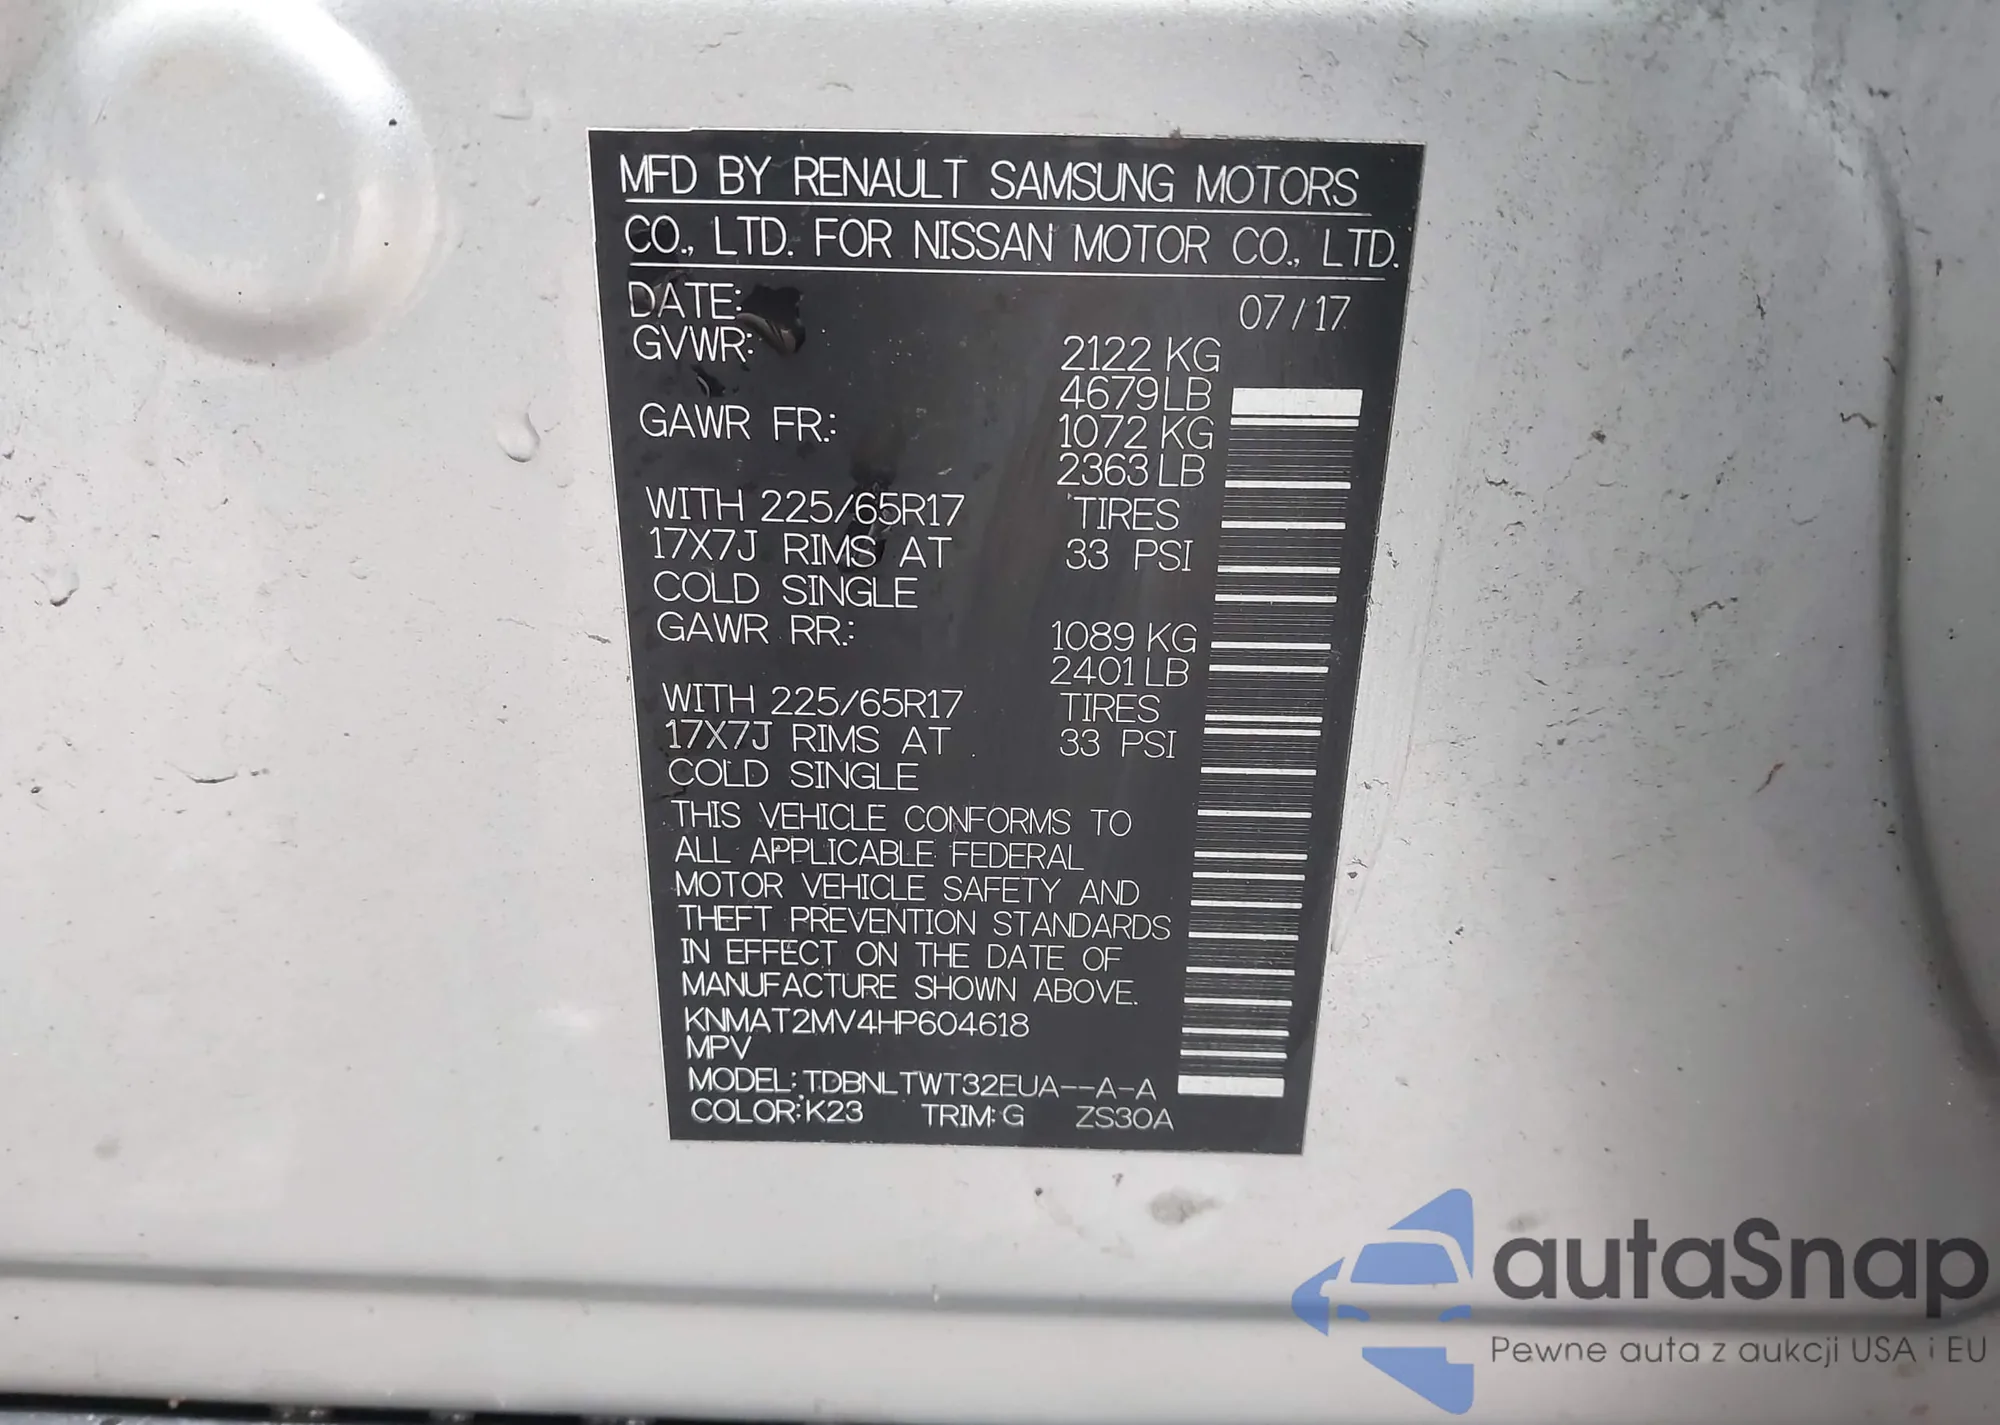 MFD BY RENAULT SAMSUNG MOTORS
CO., LTD. FOR NISSAN MOTOR CO., LTD.
DATE: 07/17
GVWR: 2122 KG
4679 LB
GAWR FR.: 1072 KG
2363 LB
WITH 225/65R17 TIRES
17X7J RIMS AT 33 PSI
COLD SINGLE
GAWR RR.: 1089 KG
2401 LB
WITH 225/65R17 TIRES
17X7J RIMS AT 33 PSI
COLD SINGLE
THIS VEHICLE CONFORMS TO
ALL APPLICABLE FEDERAL
MOTOR VEHICLE SAFETY AND
THEFT PREVENTION STANDARDS
IN EFFECT ON THE DATE OF
MANUFACTURE SHOWN ABOVE.
KNMAT2MV4HP604618
MPV
MODEL: TDBNLTWT32EUA--A-A
COLOR: K23 TRIM: G ZS30A
autaSnap
Pewne auta z aukcji USA i EU